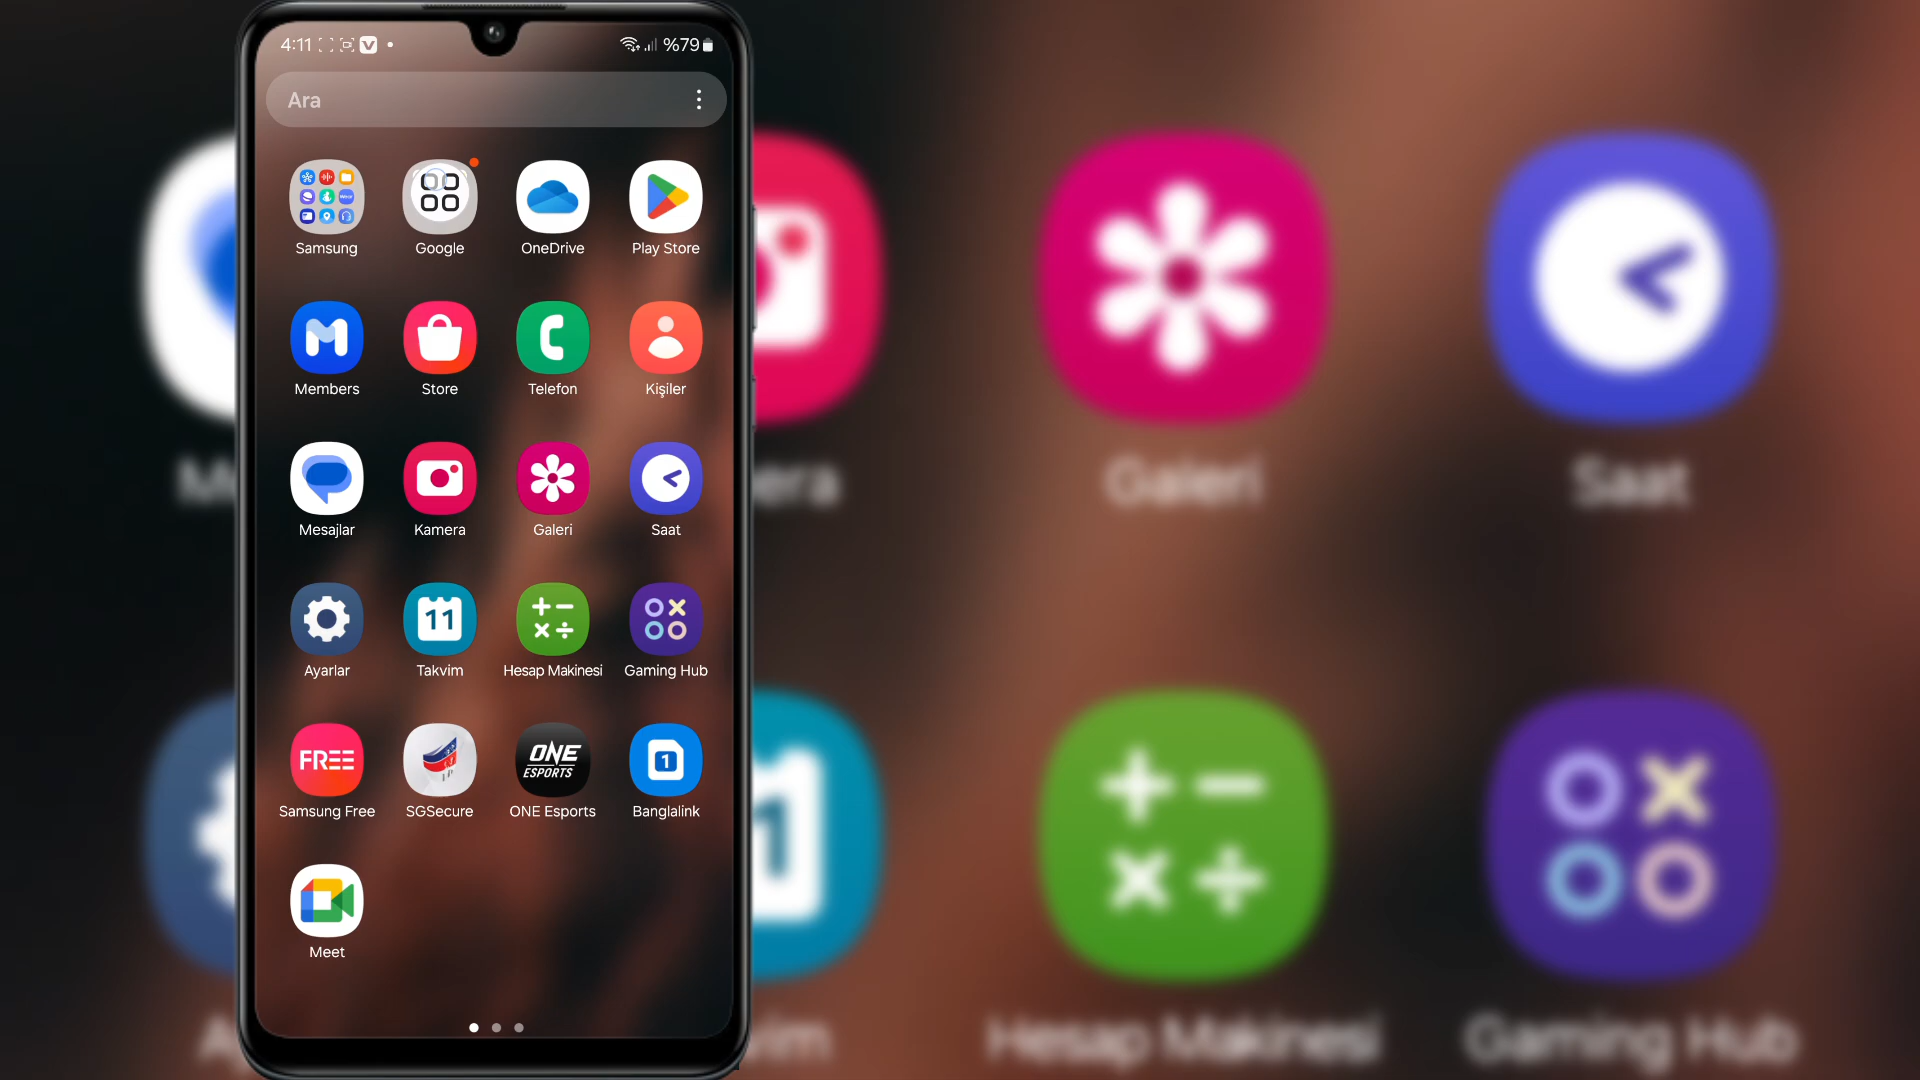 4:11 %79
Ara
Samsung Google OneDrive Play Store
Members Store Telefon Kişiler
Mesajlar Kamera Galeri Saat
11
Ayarlar Takvim Hesap Makinesi Gaming Hub
FREE ONE ESPORTS 1
Samsung Free SGSecure ONE Esports Banglalink
Meet
Galeri Saat
Hesap Makinesi Gaming Hub